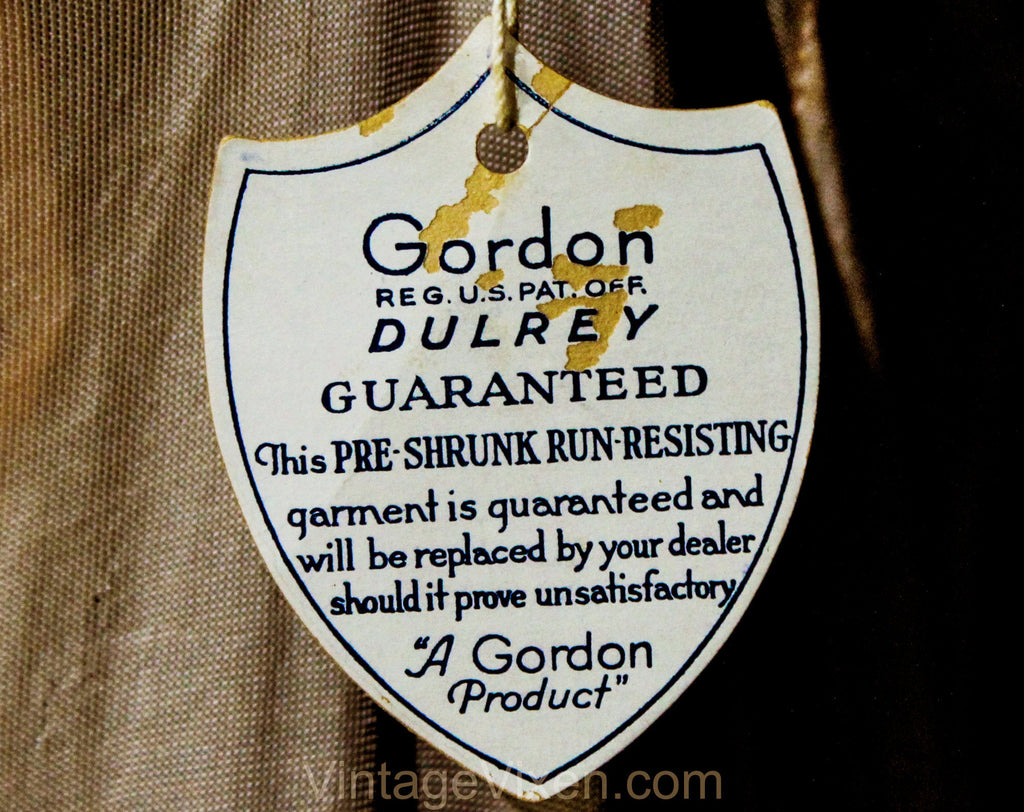 Gordon
REG. U.S. PAT. OFF.
DULREY
GUARANTEED
This PRE-SHRUNK RUN-RESISTING
garment is guaranteed and
will be replaced by your dealer
should it prove unsatisfactory
"A Gordon
Product"
VintageVixen.com